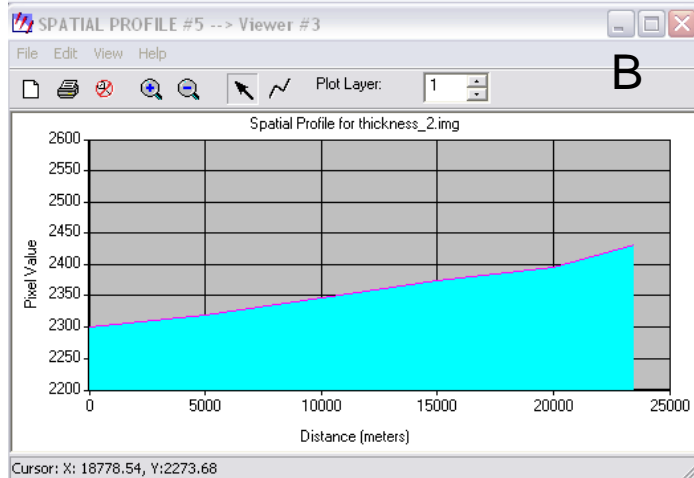 SPATIAL PROFILE #5 --> Viewer #3
File Edit View Help
B
Plot Layer: 1
Spatial Profile for thickness_2.img
2600
2550
2500
2450
2400
2350
2300
2250
2200
Pixel Value
0 5000 10000 15000 20000 25000
Distance (meters)
Cursor: X: 18778.54, Y:2273.68